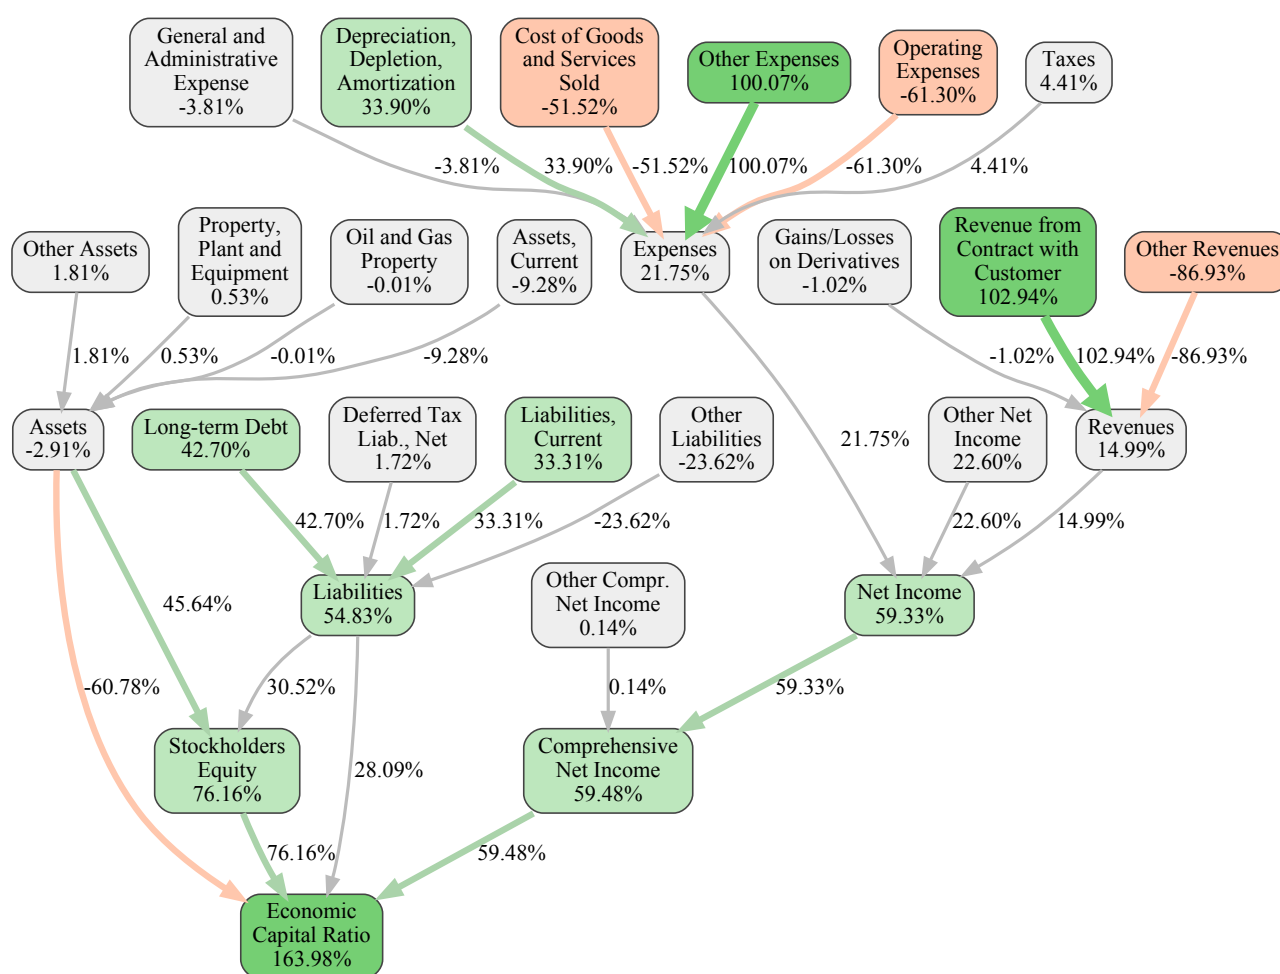 General and
Administrative
Expense
-3.81%
Depreciation,
Depletion,
Amortization
33.90%
Cost of Goods
and Services
Sold
-51.52%
Other Expenses
100.07%
Operating
Expenses
-61.30%
Taxes
4.41%
-3.81%
33.90%
-51.52%
100.07%
-61.30%
4.41%
Other Assets
1.81%
Property,
Plant and
Equipment
0.53%
Oil and Gas
Property
-0.01%
Assets,
Current
-9.28%
Expenses
21.75%
Gains/Losses
on Derivatives
-1.02%
Revenue from
Contract with
Customer
102.94%
Other Revenues
-86.93%
1.81%
0.53%
-0.01%
-9.28%
-1.02%
102.94%
-86.93%
Assets
-2.91%
Long-term Debt
42.70%
Deferred Tax
Liab., Net
1.72%
Liabilities,
Current
33.31%
Other
Liabilities
-23.62%
21.75%
Other Net
Income
22.60%
Revenues
14.99%
42.70%
1.72%
33.31%
-23.62%
22.60%
14.99%
45.64%
Liabilities
54.83%
Other Compr.
Net Income
0.14%
Net Income
59.33%
-60.78%
30.52%
0.14%
59.33%
Stockholders
Equity
76.16%
28.09%
Comprehensive
Net Income
59.48%
76.16%
59.48%
Economic
Capital Ratio
163.98%